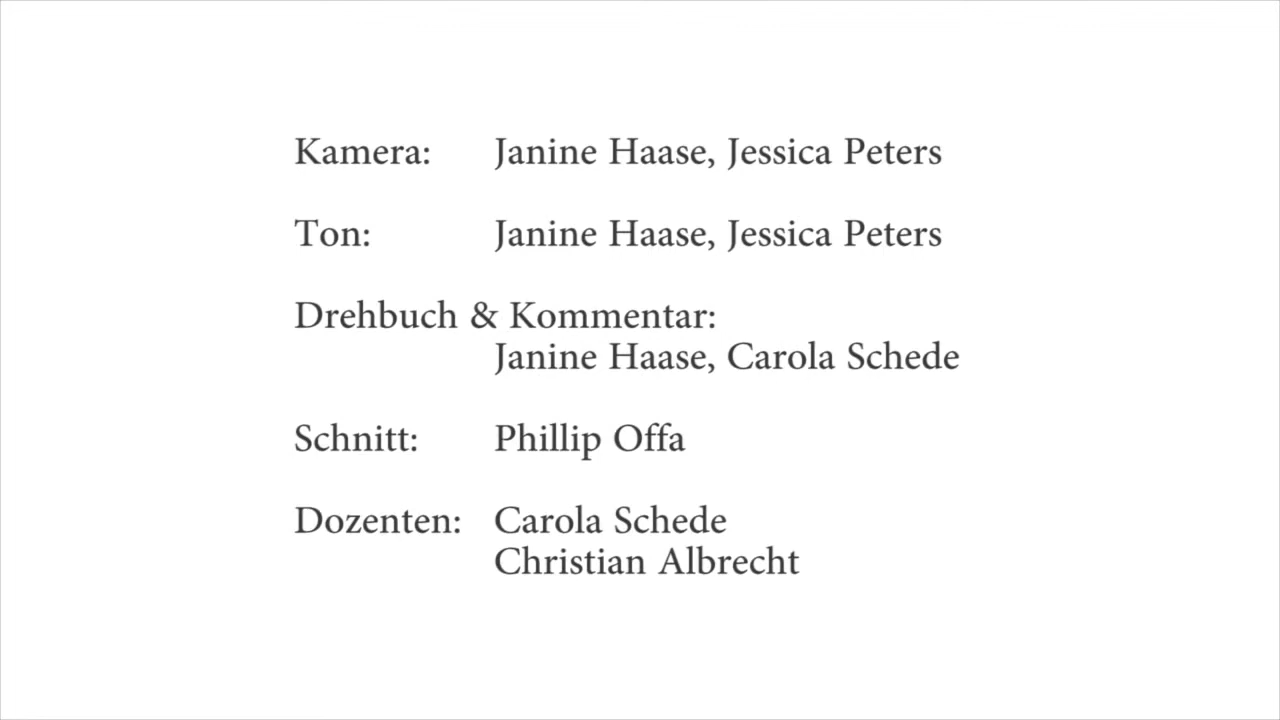 Kamera: Janine Haase, Jessica Peters
Ton: Janine Haase, Jessica Peters
Drehbuch & Kommentar:
Janine Haase, Carola Schede
Schnitt: Phillip Offa
Dozenten: Carola Schede
Christian Albrecht